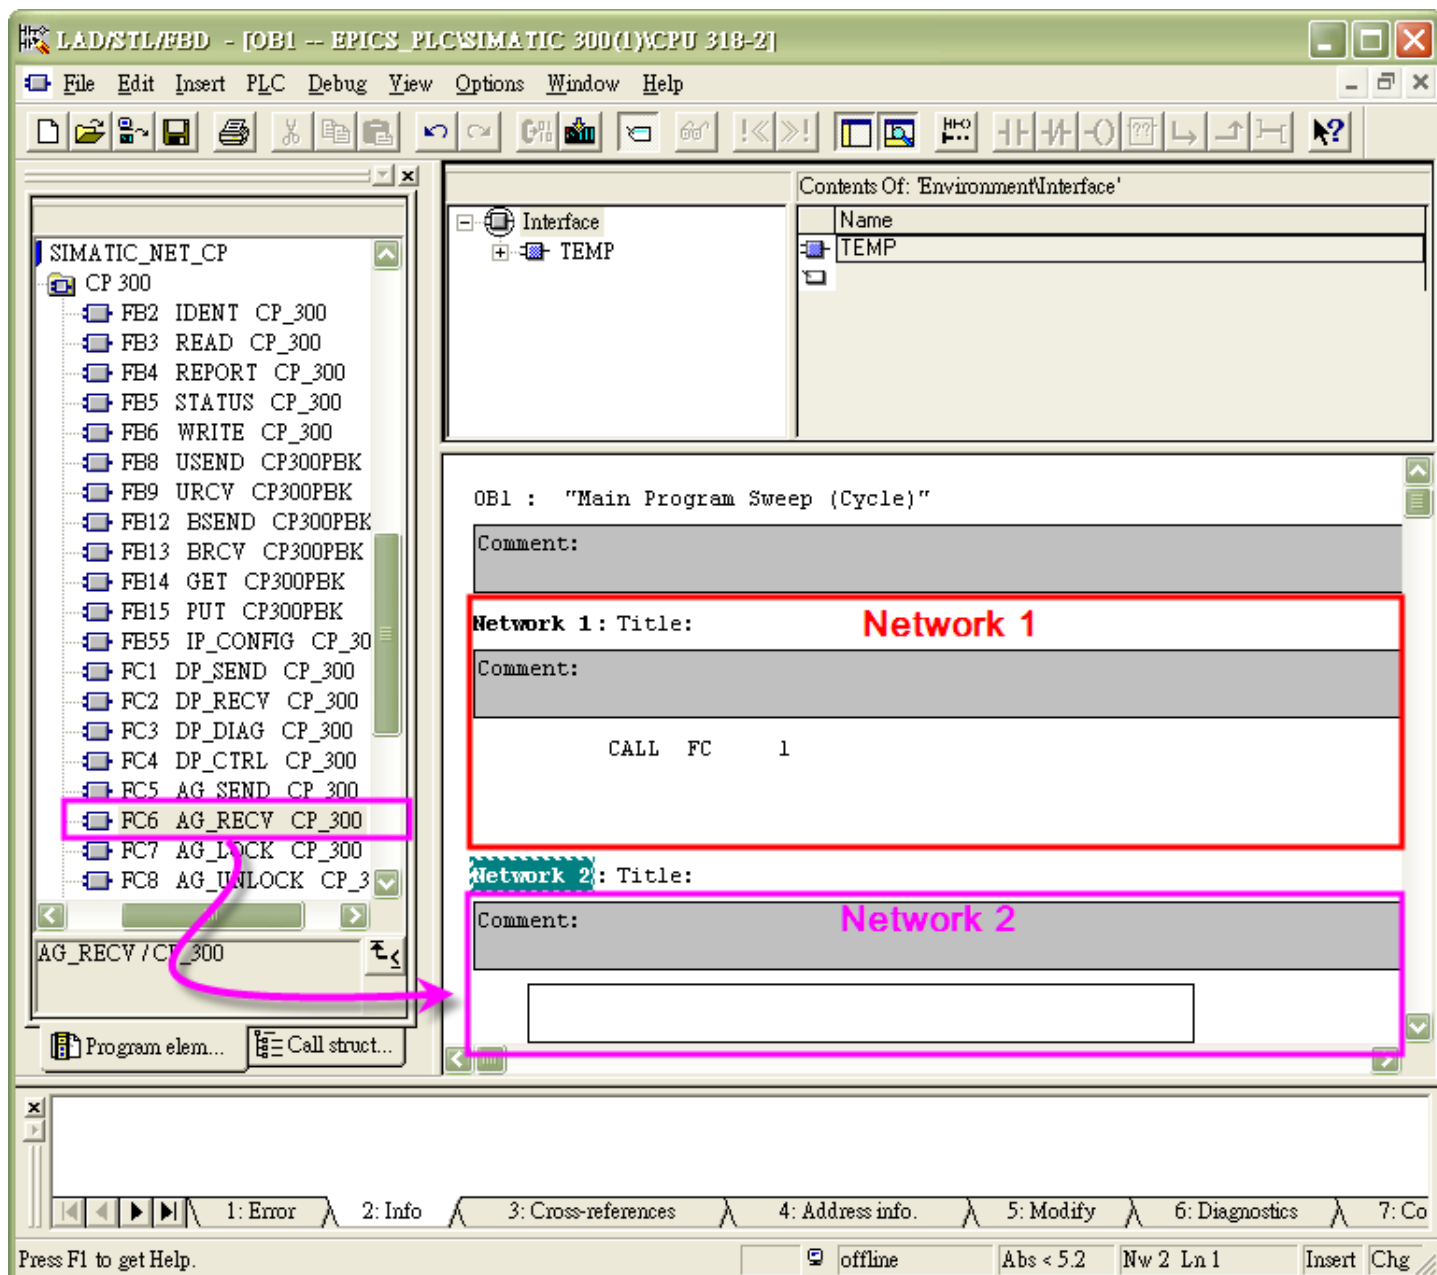 LAD/STL/FBD - [OB1 -- EPICS_PLC\SIMATIC 300(1)\CPU 318-2]
File Edit Insert PLC Debug View Options Window Help
Contents Of: 'Environment\Interface'
Interface
Name
TEMP
TEMP
SIMATIC_NET_CP
CP 300
FB2 IDENT CP_300
FB3 READ CP_300
FB4 REPORT CP_300
FB5 STATUS CP_300
FB6 WRITE CP_300
FB8 USEND CP300PBK
FB9 URCV CP300PBK
FB12 BSEND CP300PBK
FB13 BRCV CP300PBK
FB14 GET CP300PBK
FB15 PUT CP300PBK
FB55 IP_CONFIG CP_30
FC1 DP_SEND CP_300
FC2 DP_RECV CP_300
FC3 DP_DIAG CP_300
FC4 DP_CTRL CP_300
FC5 AG_SEND CP_300
FC6 AG_RECV CP_300
FC7 AG_LOCK CP_300
FC8 AG_UNLOCK CP_3
AG_RECV / CP_300
Program elem...
Call struct...
OB1 : "Main Program Sweep (Cycle)"
Comment:
Network 1 : Title:
Network 1
Comment:
CALL FC 1
Network 2 : Title:
Network 2
Comment:
1: Error 2: Info 3: Cross-references 4: Address info. 5: Modify 6: Diagnostics 7: Co
Press F1 to get Help.
offline
Abs < 5.2
Nw 2 Ln 1
Insert
Chg